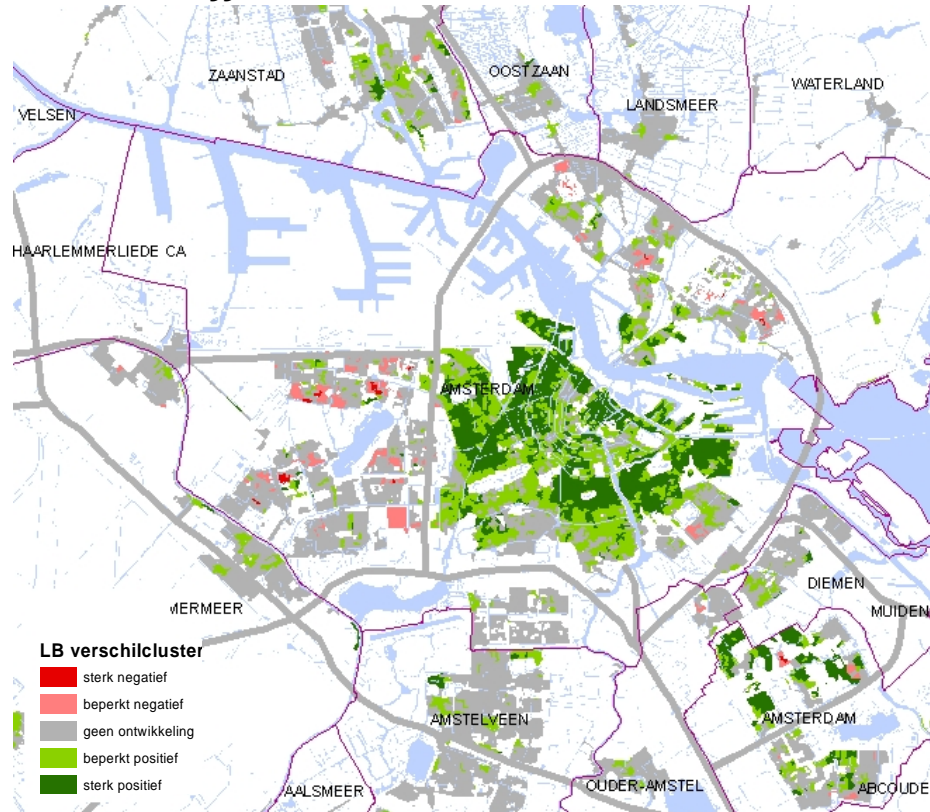 ZAANSTAD
OOSTZAAN
WATERLAND
LANDSMEER
VELSEN
HAARLEMMERLIEDE CA
AMSTERDAM
DIEMEN
MUIDEN
MERMEER
LB verschilcluster
sterk negatief
beperkt negatief
geen ontwikkeling
beperkt positief
sterk positief
AMSTELVEEN
AMSTERDAM
OUDER-AMSTEL
AALSMEER
ABCOUDE